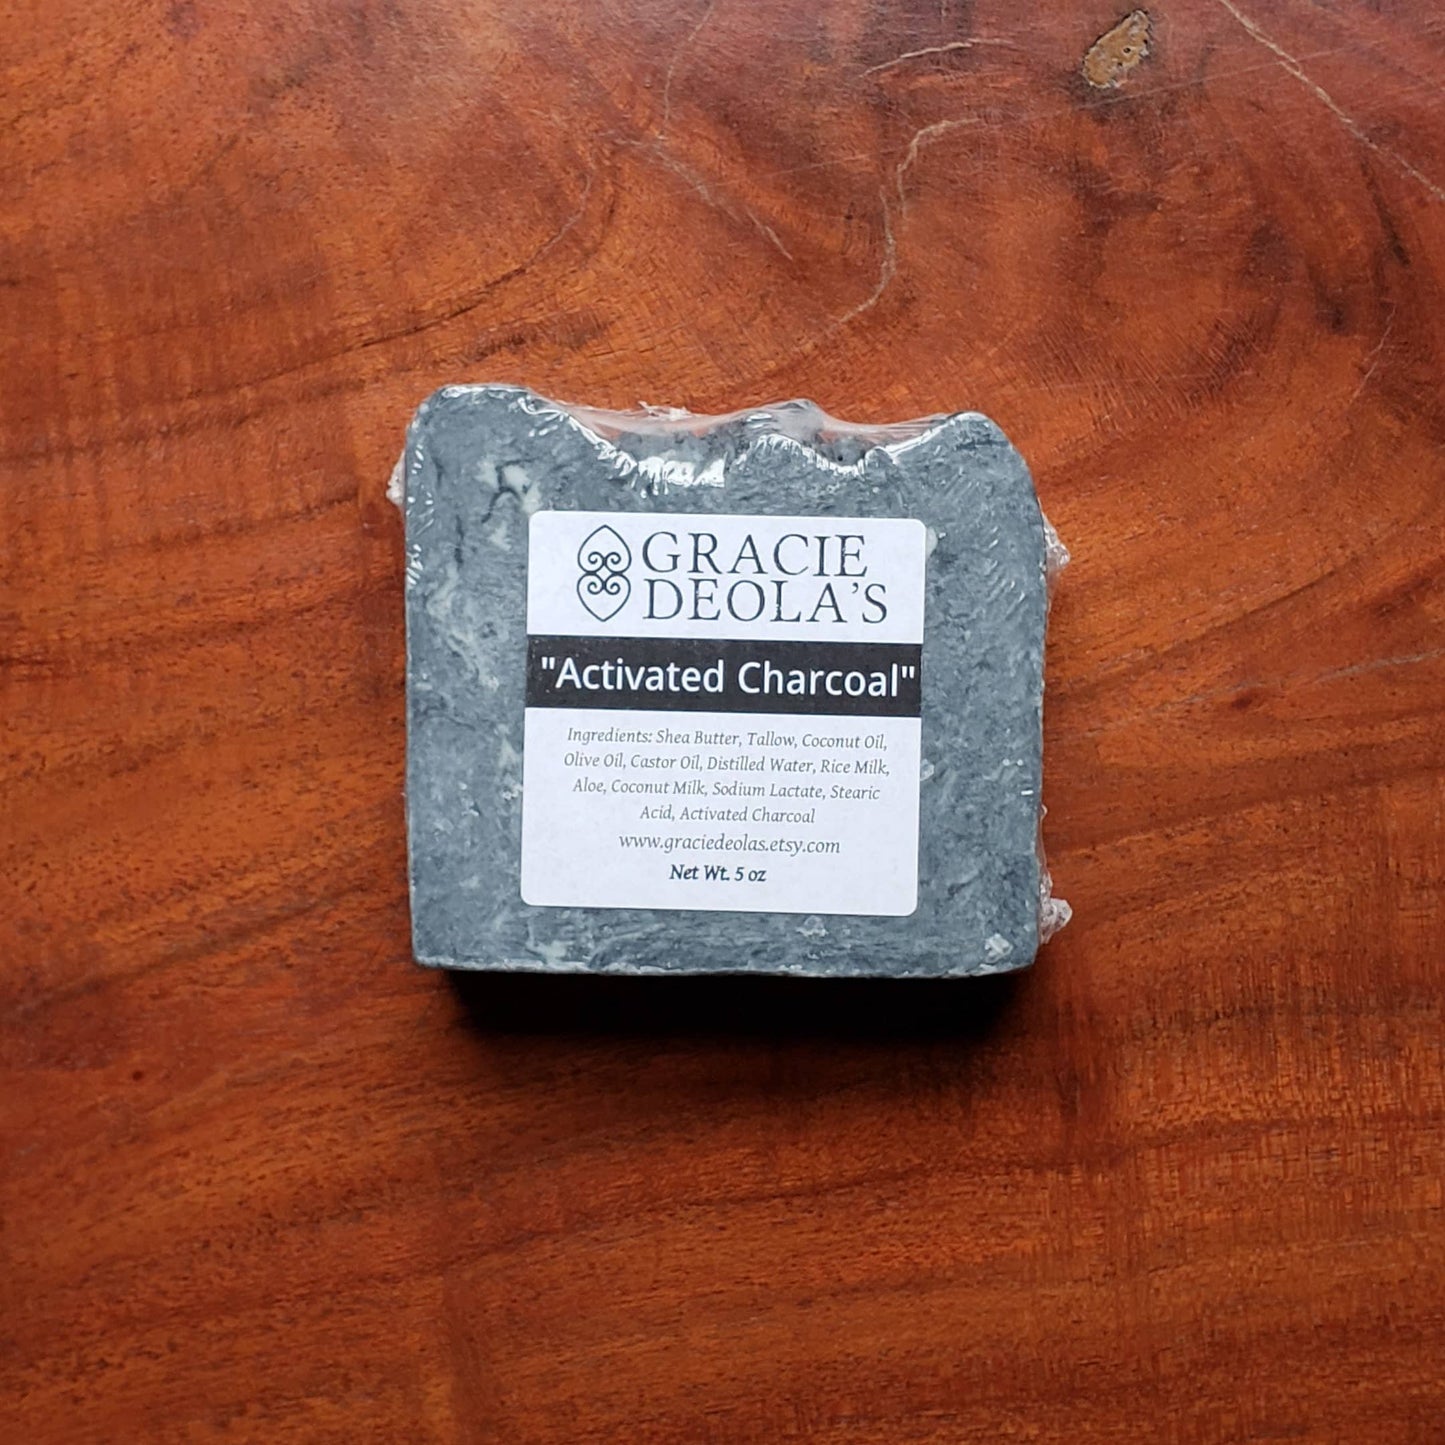 GRACIE
DEOLA'S
"Activated Charcoal"
Ingredients: Shea Butter, Tallow, Coconut Oil,
Olive Oil, Castor Oil, Distilled Water, Rice Milk,
Aloe, Coconut Milk, Sodium Lactate, Stearic
Acid, Activated Charcoal
www.graciedeolas.etsy.com
Net Wt. 5 oz